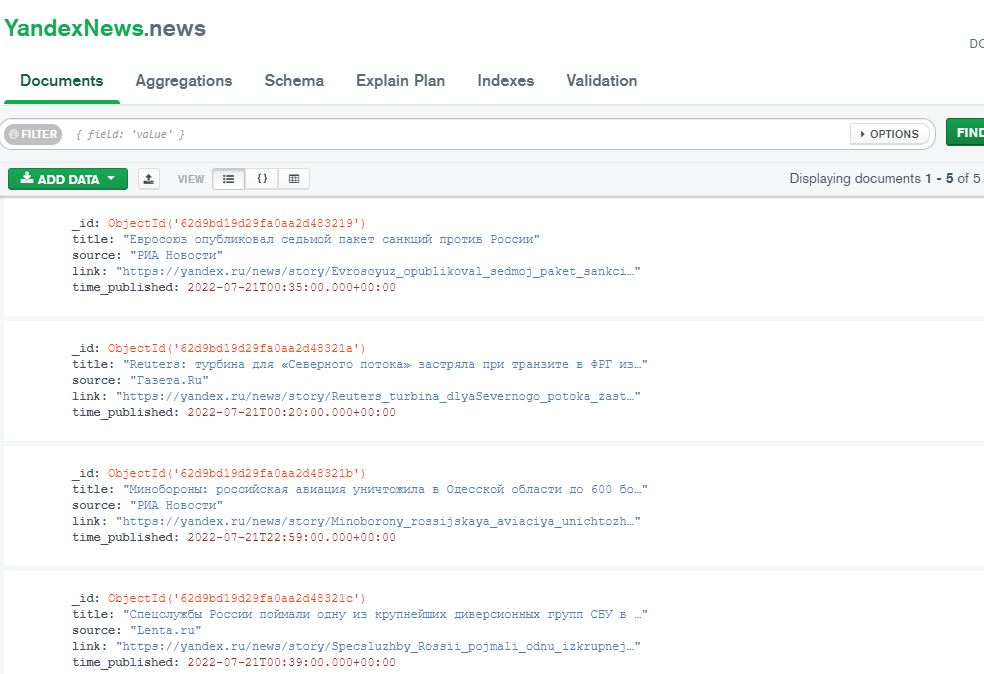 YandexNews.news
DO
Documents Aggregations Schema Explain Plan Indexes Validation
FILTER { field: 'value' } OPTIONS FIND
ADD DATA VIEW {} Displaying documents 1 - 5 of 5
_id: ObjectId('62d9bd19d29fa0aa2d483219')
title: "Евросоюз опубликовал седьмой пакет санкций против России"
source: "РИА Новости"
link: "https://yandex.ru/news/story/Evrosoyuz_opublikoval_sedmoj_paket_sankci…"
time_published: 2022-07-21T00:35:00.000+00:00
_id: ObjectId('62d9bd19d29fa0aa2d48321a')
title: "Reuters: турбина для «Северного потока» застряла при транзите в ФРГ из…"
source: "Газета.Ru"
link: "https://yandex.ru/news/story/Reuters_turbina_dlyaSevernogo_potoka_zast…"
time_published: 2022-07-21T00:20:00.000+00:00
_id: ObjectId('62d9bd19d29fa0aa2d48321b')
title: "Минобороны: российская авиация уничтожила в Одесской области до 600 бо…"
source: "РИА Новости"
link: "https://yandex.ru/news/story/Minoborony_rossijskaya_aviaciya_unichtozh…"
time_published: 2022-07-21T22:59:00.000+00:00
_id: ObjectId('62d9bd19d29fa0aa2d48321c')
title: "Спецслужбы России поймали одну из крупнейших диверсионных групп СБУ в …"
source: "Lenta.ru"
link: "https://yandex.ru/news/story/Specsluzhby_Rossii_pojmali_odnu_izkrupnej…"
time_published: 2022-07-21T00:39:00.000+00:00